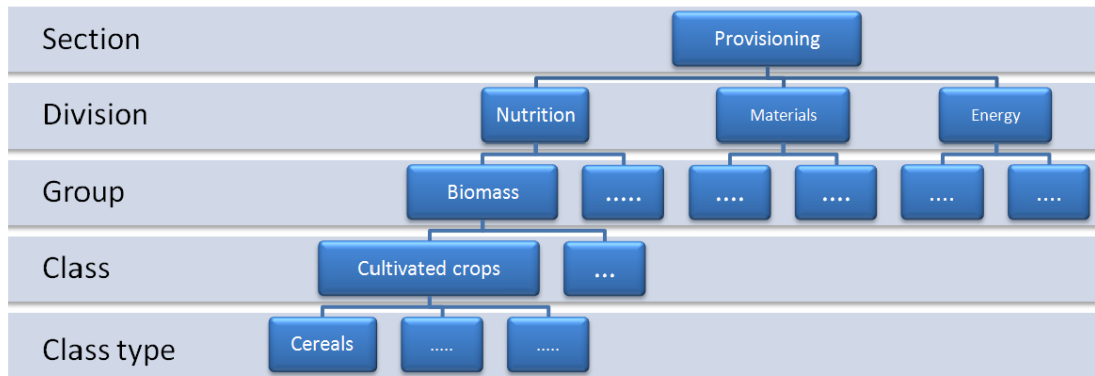 Section
Provisioning
Division
Nutrition
Materials
Energy
Group
Biomass
.....
....
....
....
....
Class
Cultivated crops
...
Class type
Cereals
.....
.....